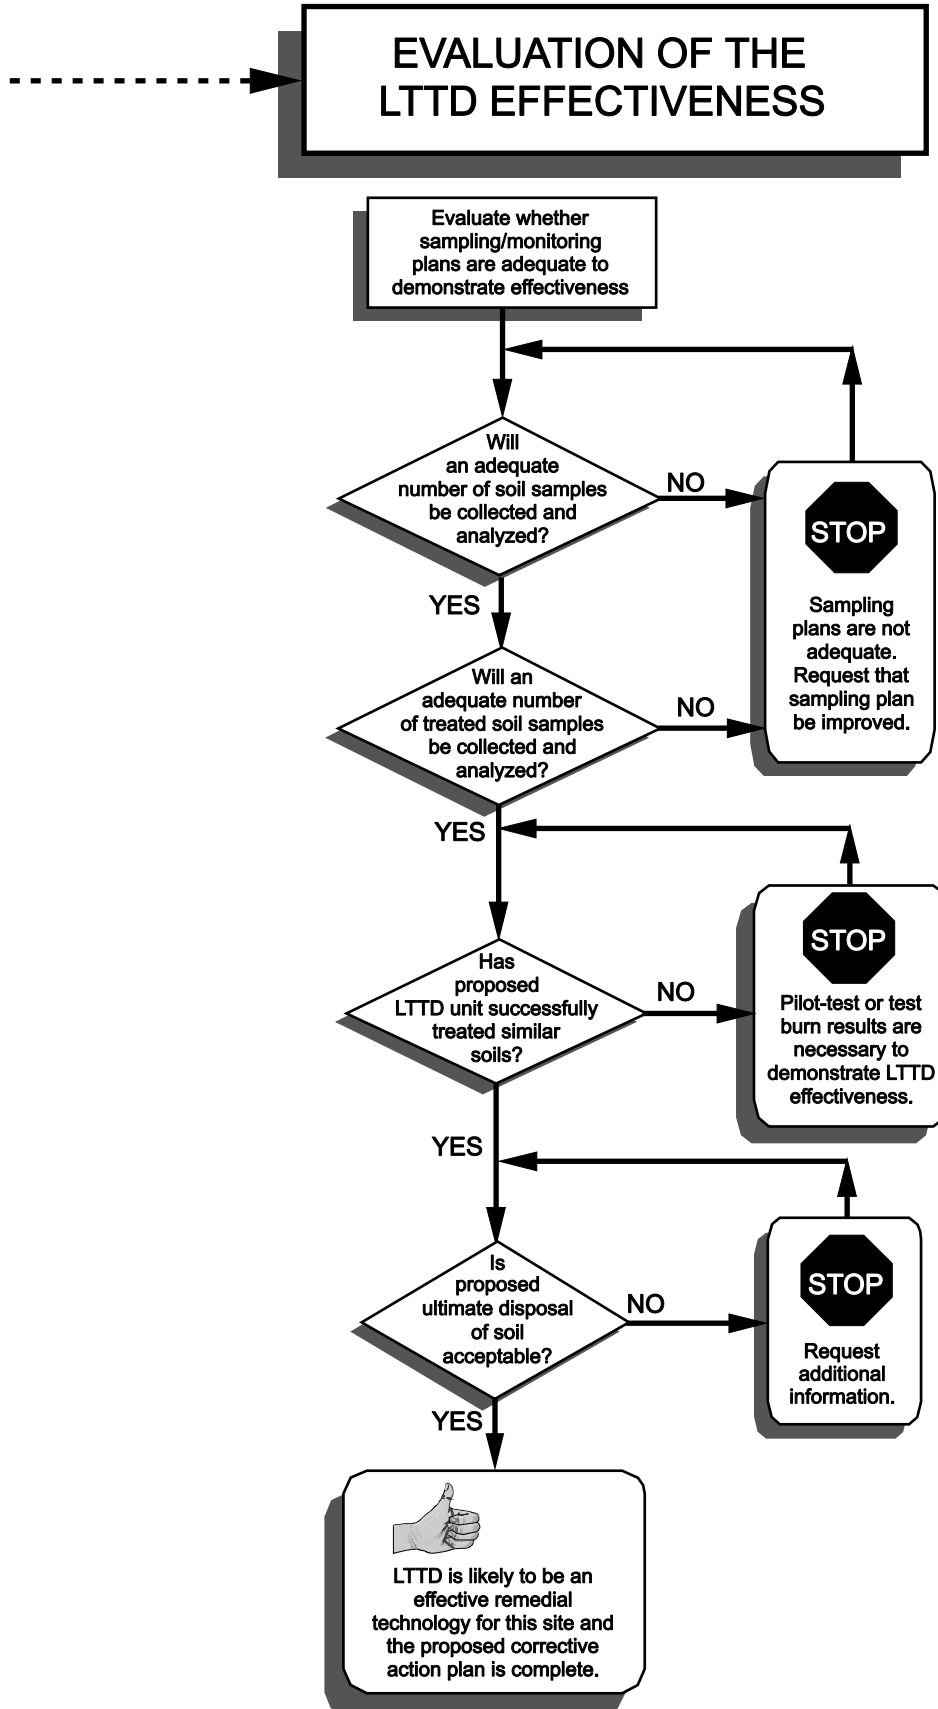 EVALUATION OF THE
LTTD EFFECTIVENESS
Evaluate whether
sampling/monitoring
plans are adequate to
demonstrate effectiveness
Will
an adequate
number of soil samples
be collected and
analyzed?
NO
STOP
Sampling
plans are not
adequate.
Request that
sampling plan
be improved.
YES
Will an
adequate number
of treated soil samples
be collected and
analyzed?
NO
YES
Has
proposed
LTTD unit successfully
treated similar
soils?
NO
STOP
Pilot-test or test
burn results are
necessary to
demonstrate LTTD
effectiveness.
YES
Is
proposed
ultimate disposal
of soil
acceptable?
NO
STOP
Request
additional
information.
YES
LTTD is likely to be an
effective remedial
technology for this site and
the proposed corrective
action plan is complete.